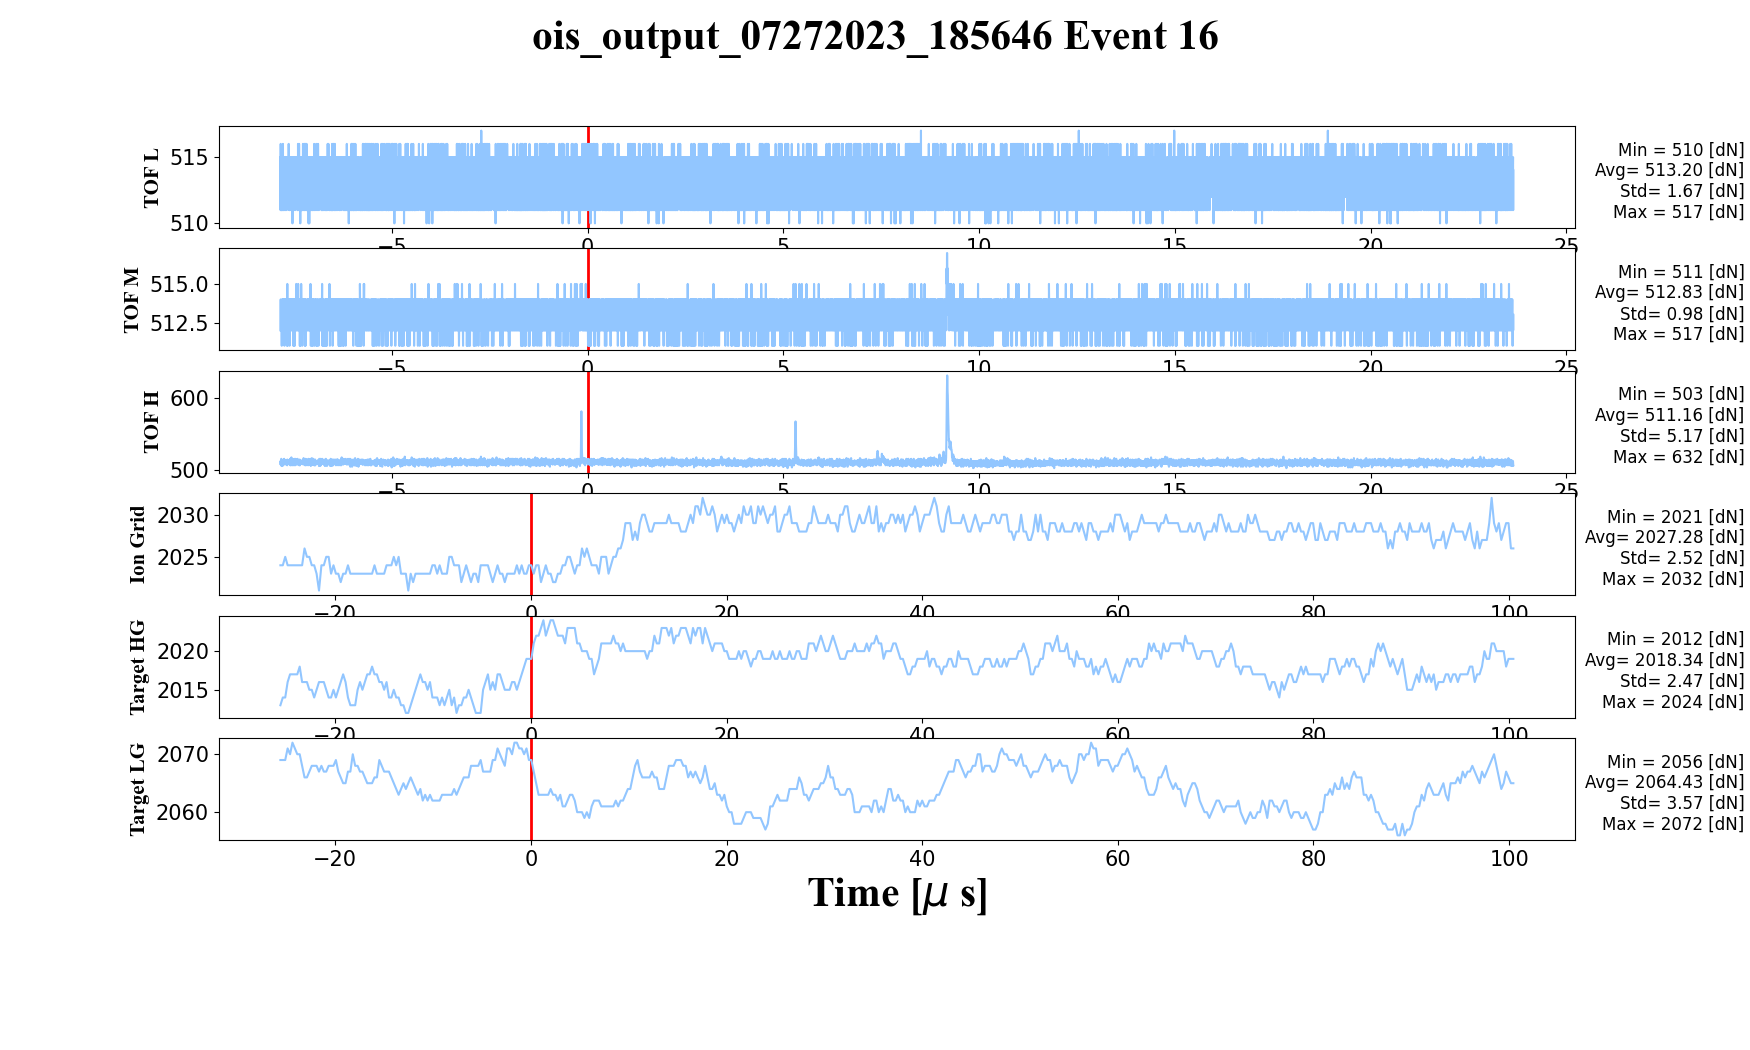 ois_output_07272023_185646 Event 16
TOF L
515
510
−5
0
5
10
15
20
25
Min = 510 [dN]
Avg= 513.20 [dN]
Std= 1.67 [dN]
Max = 517 [dN]
TOF M
515.0
512.5
−5
0
5
10
15
20
25
Min = 511 [dN]
Avg= 512.83 [dN]
Std= 0.98 [dN]
Max = 517 [dN]
TOF H
600
500
−5
0
5
10
15
20
25
Min = 503 [dN]
Avg= 511.16 [dN]
Std= 5.17 [dN]
Max = 632 [dN]
Ion Grid
2030
2025
−20
0
20
40
60
80
100
Min = 2021 [dN]
Avg= 2027.28 [dN]
Std= 2.52 [dN]
Max = 2032 [dN]
Target HG
2020
2015
−20
0
20
40
60
80
100
Min = 2012 [dN]
Avg= 2018.34 [dN]
Std= 2.47 [dN]
Max = 2024 [dN]
Target LG
2070
2060
−20
0
20
40
60
80
100
Min = 2056 [dN]
Avg= 2064.43 [dN]
Std= 3.57 [dN]
Max = 2072 [dN]
Time [μ s]